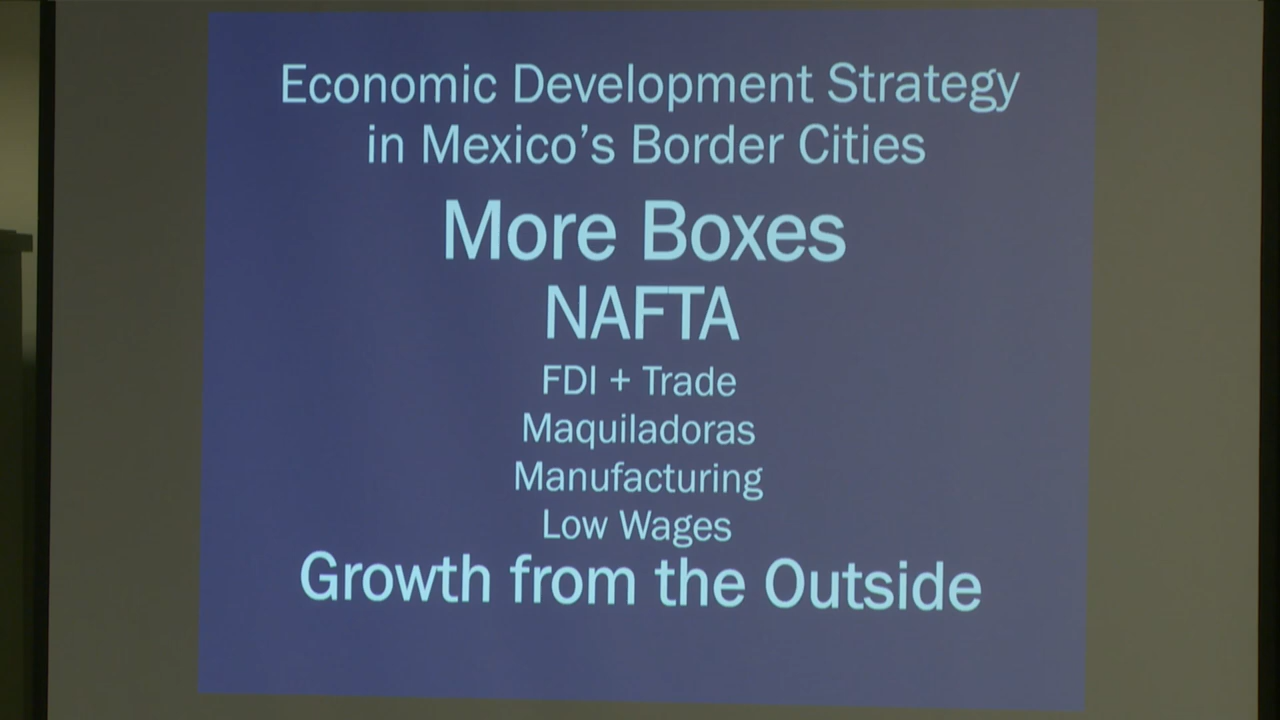 Economic Development Strategy
in Mexico's Border Cities
More Boxes
NAFTA
FDI + Trade
Maquiladoras
Manufacturing
Low Wages
Growth from the Outside